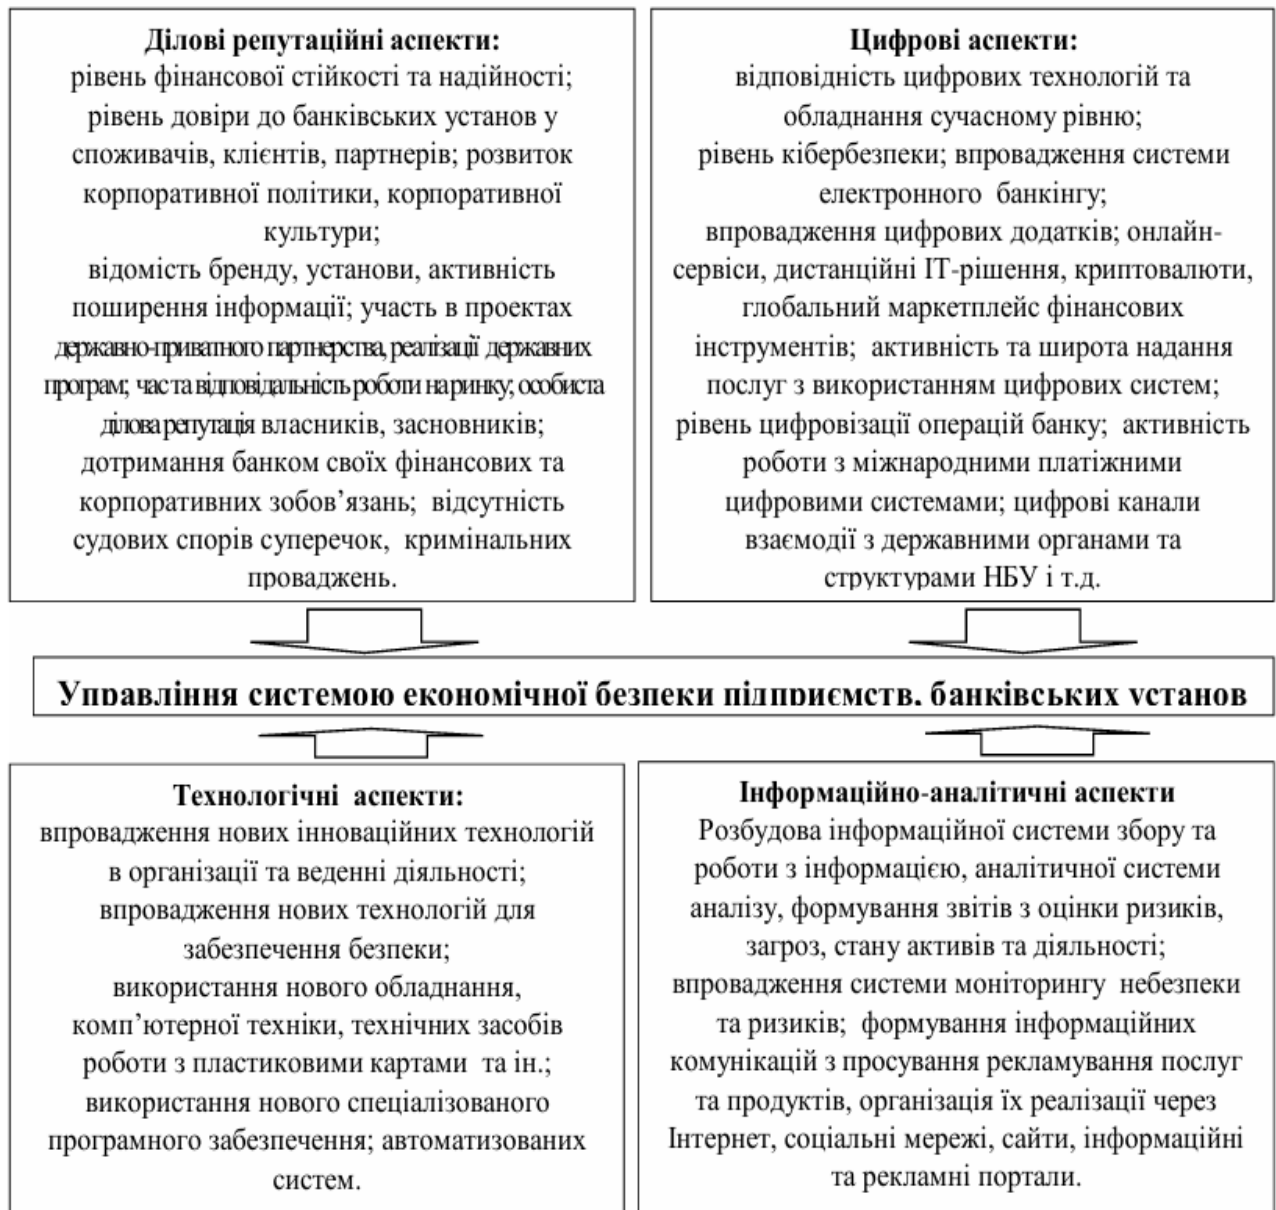 Ділові репутаційні аспекти:
рівень фінансової стійкості та надійності;
рівень довіри до банківських установ у
споживачів, клієнтів, партнерів; розвиток
корпоративної політики, корпоративної
культури;
відомість бренду, установи, активність
поширення інформації; участь в проектах
державно-приватного партнерства, реалізації державних
програм; час та відповідальність роботи на ринку; особиста
ділова репутація власників, засновників;
дотримання банком своїх фінансових та
корпоративних зобов’язань; відсутність
судових спорів суперечок, кримінальних
проваджень.
Цифрові аспекти:
відповідність цифрових технологій та
обладнання сучасному рівню;
рівень кібербезпеки; впровадження системи
електронного банкінгу;
впровадження цифрових додатків; онлайн-
сервіси, дистанційні ІТ-рішення, криптовалюти,
глобальний маркетплейс фінансових
інструментів; активність та широта надання
послуг з використанням цифрових систем;
рівень цифровізації операцій банку; активність
роботи з міжнародними платіжними
цифровими системами; цифрові канали
взаємодії з державними органами та
структурами НБУ і т.д.
Управління системою економічної безпеки підприємств, банківських установ
Технологічні аспекти:
впровадження нових інноваційних технологій
в організації та веденні діяльності;
впровадження нових технологій для
забезпечення безпеки;
використання нового обладнання,
комп’ютерної техніки, технічних засобів
роботи з пластиковими картами та ін.;
використання нового спеціалізованого
програмного забезпечення; автоматизованих
систем.
Інформаційно-аналітичні аспекти
Розбудова інформаційної системи збору та
роботи з інформацією, аналітичної системи
аналізу, формування звітів з оцінки ризиків,
загроз, стану активів та діяльності;
впровадження системи моніторингу небезпеки
та ризиків; формування інформаційних
комунікацій з просування рекламування послуг
та продуктів, організація їх реалізації через
Інтернет, соціальні мережі, сайти, інформаційні
та рекламні портали.